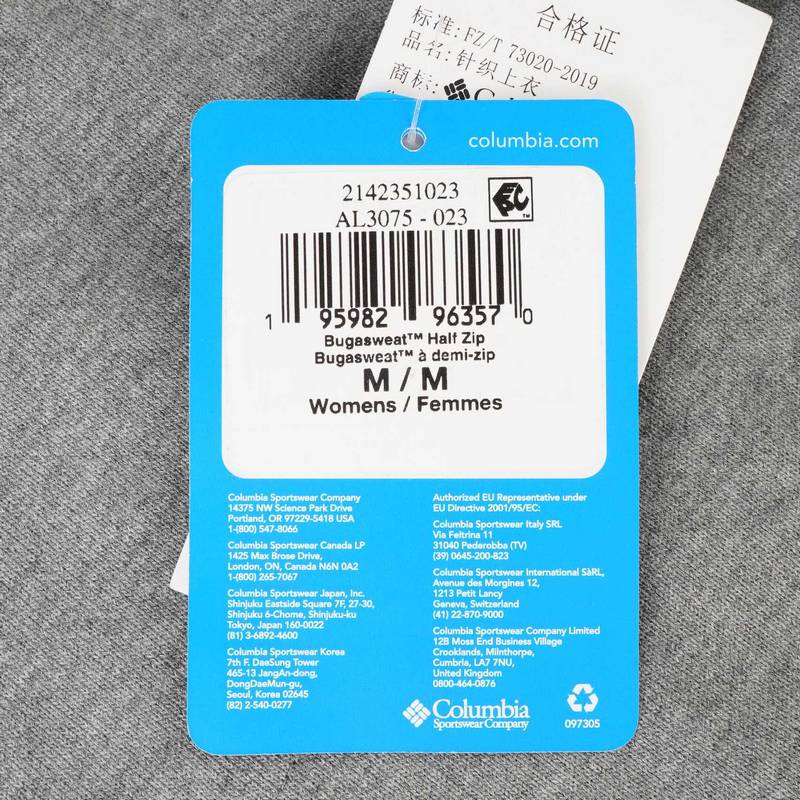 合格证
标准:FZ/T 73020-2019
品名:针织上衣
商标:
columbia.com
2142351023
AL3075 - 023
EPC™
1 95982 96357 0
Bugasweat™ Half Zip
Bugasweat™ à demi-zip
M / M
Womens / Femmes
Columbia Sportswear Company
14375 NW Science Park Drive
Portland, OR 97229-5418 USA
1-(800) 547-8066
Columbia Sportswear Canada LP
1425 Max Brose Drive,
London, ON, Canada N6N 0A2
1-(800) 265-7067
Columbia Sportswear Japan, Inc.
Shinjuku Eastside Square 7F, 27-30,
Shinjuku 6-Chome, Shinjuku-ku
Tokyo, Japan 160-0022
(81) 3-6892-4600
Columbia Sportswear Korea
7th F. DaeSung Tower
465-13 JangAn-dong,
DongDaeMun-gu,
Seoul, Korea 02645
(82) 2-540-0277
Authorized EU Representative under
EU Directive 2001/95/EC:
Columbia Sportswear Italy SRL
Via Feltrina 11
31040 Pederobba (TV)
(39) 0645-200-823
Columbia Sportswear International SàRL,
Avenue des Morgines 12,
1213 Petit Lancy
Geneva, Switzerland
(41) 22-870-9000
Columbia Sportswear Company Limited
12B Moss End Business Village
Crooklands, Milnthorpe,
Cumbria, LA7 7NU,
United Kingdom
0800-464-0876
Columbia
Sportswear Company
097305